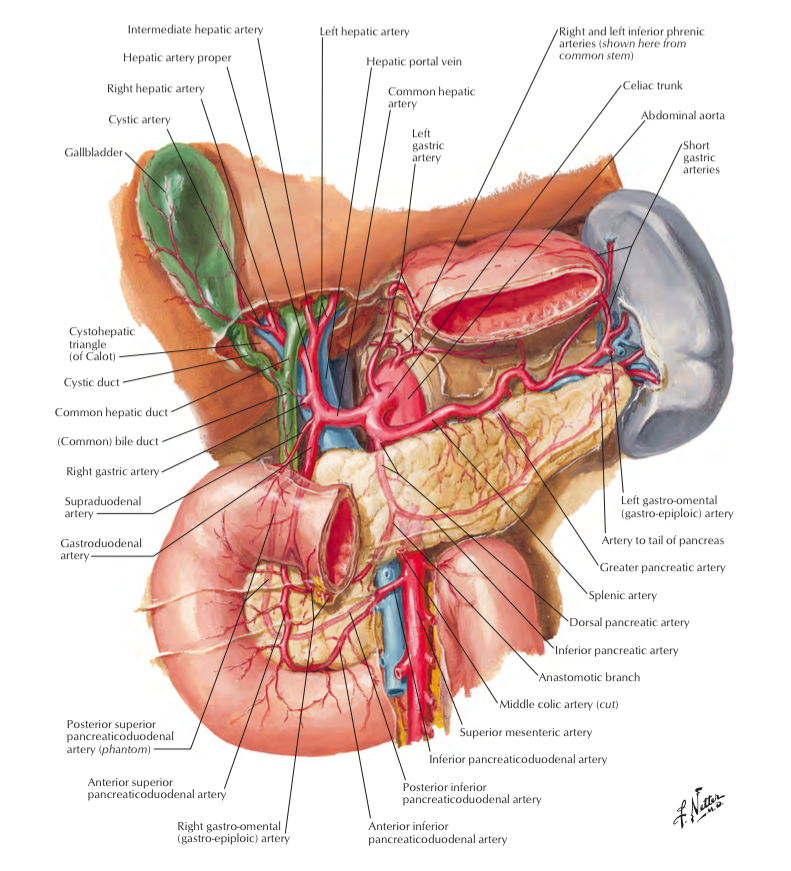 Intermediate hepatic artery
Left hepatic artery
Right and left inferior phrenic
arteries (shown here from
common stem)
Hepatic artery proper
Hepatic portal vein
Right hepatic artery
Common hepatic
artery
Celiac trunk
Cystic artery
Left
gastric
artery
Abdominal aorta
Gallbladder
Short
gastric
arteries
Cystohepatic
triangle
(of Calot)
Cystic duct
Common hepatic duct
(Common) bile duct
Right gastric artery
Supraduodenal
artery
Gastroduodenal
artery
Left gastro-omental
(gastro-epiploic) artery
Artery to tail of pancreas
Greater pancreatic artery
Splenic artery
Dorsal pancreatic artery
Inferior pancreatic artery
Anastomotic branch
Middle colic artery (cut)
Superior mesenteric artery
Inferior pancreaticoduodenal artery
Posterior superior
pancreaticoduodenal
artery (phantom)
Anterior superior
pancreaticoduodenal artery
Posterior inferior
pancreaticoduodenal artery
Right gastro-omental
(gastro-epiploic) artery
Anterior inferior
pancreaticoduodenal artery
F. Netter
M.D.